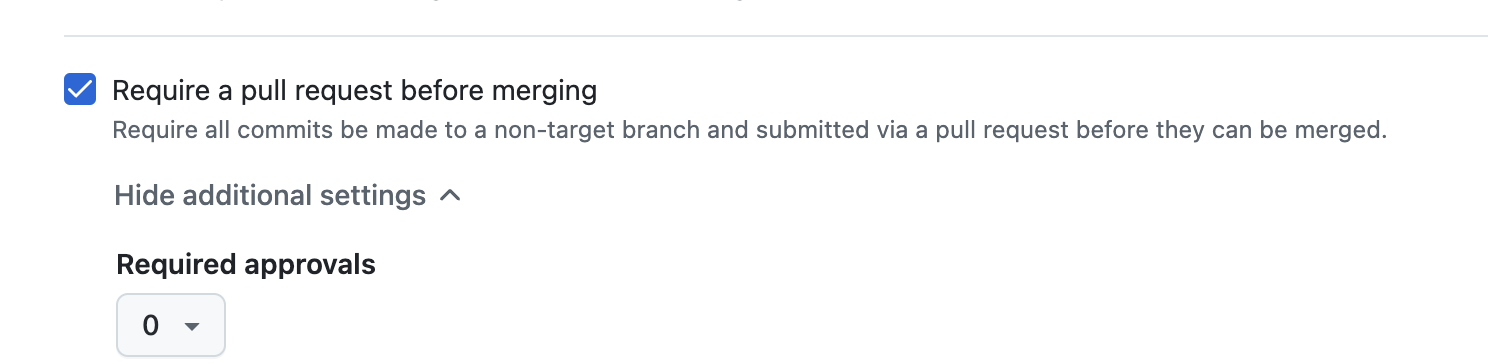 Require a pull request before merging
Require all commits be made to a non-target branch and submitted via a pull request before they can be merged.
Hide additional settings
Required approvals
0